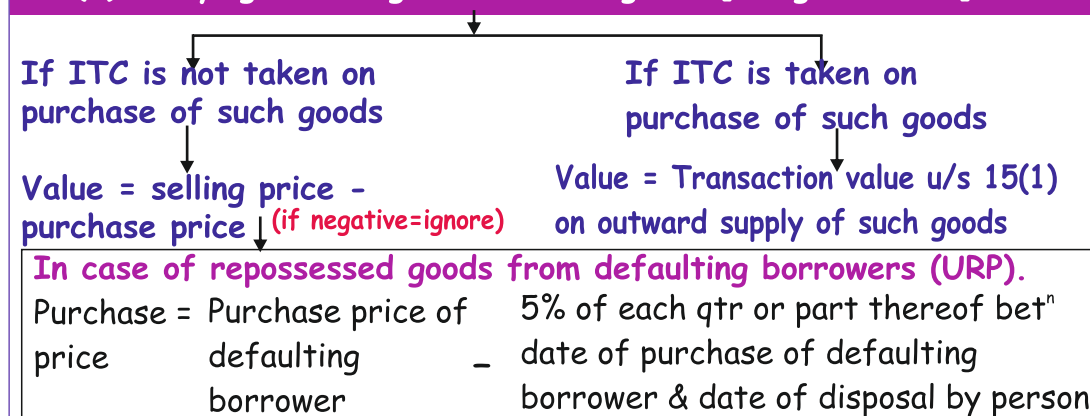 If ITC is not taken on
purchase of such goods
If ITC is taken on
purchase of such goods
Value = selling price -
purchase price (if negative=ignore)
Value = Transaction value u/s 15(1)
on outward supply of such goods
In case of repossessed goods from defaulting borrowers (URP).
Purchase = Purchase price of 5% of each qtr or part thereof betⁿ
price defaulting - date of purchase of defaulting
borrower borrower & date of disposal by person